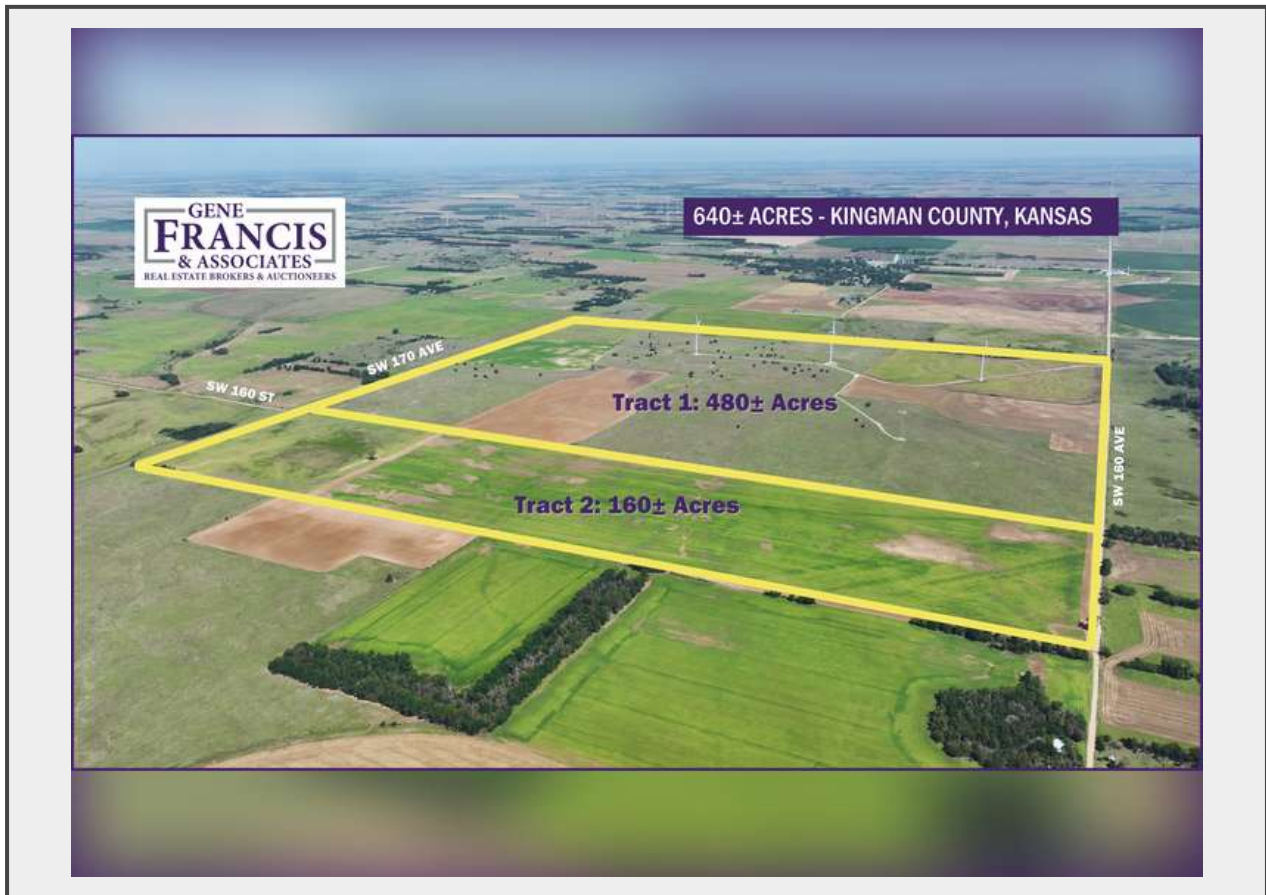 GENE
FRANCIS
& ASSOCIATES
REAL ESTATE BROKERS & AUCTIONEERS
640± ACRES - KINGMAN COUNTY, KANSAS
SW 170 AVE
SW 160 ST
Tract 1: 480± Acres
SW 160 AVE
Tract 2: 160± Acres